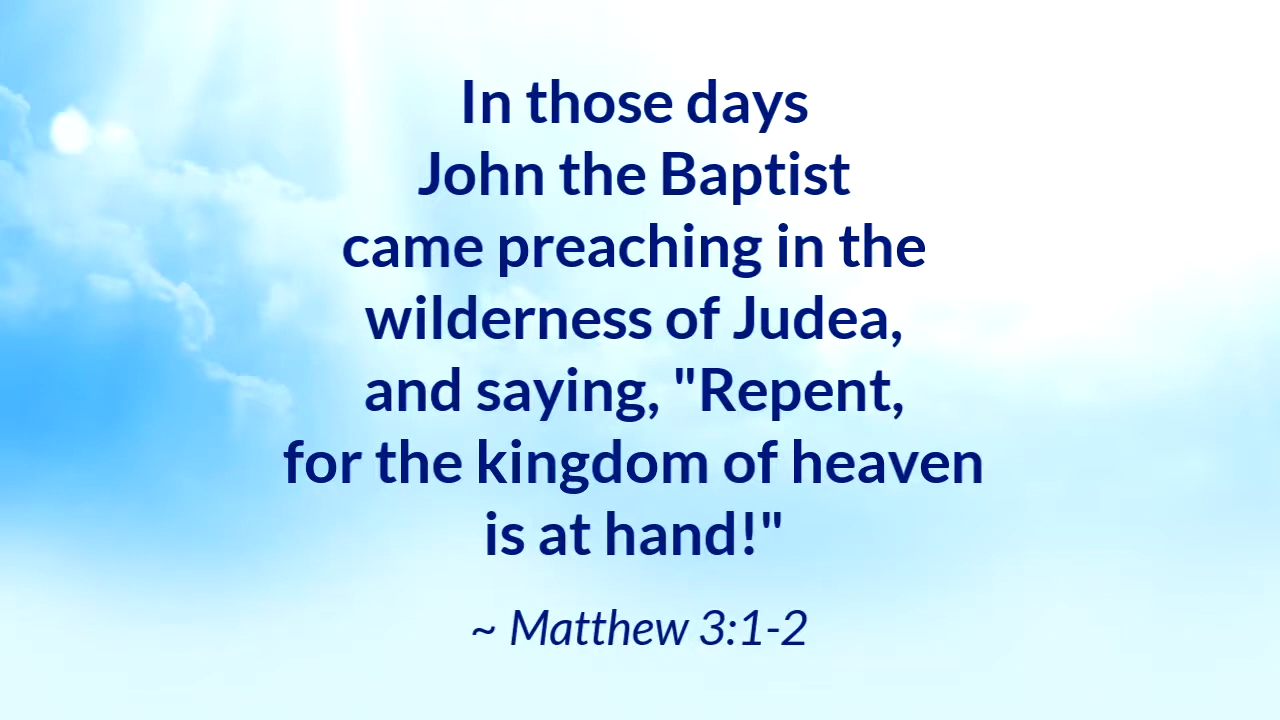 In those days
John the Baptist
came preaching in the
wilderness of Judea,
and saying, "Repent,
for the kingdom of heaven
is at hand!"
~ Matthew 3:1-2